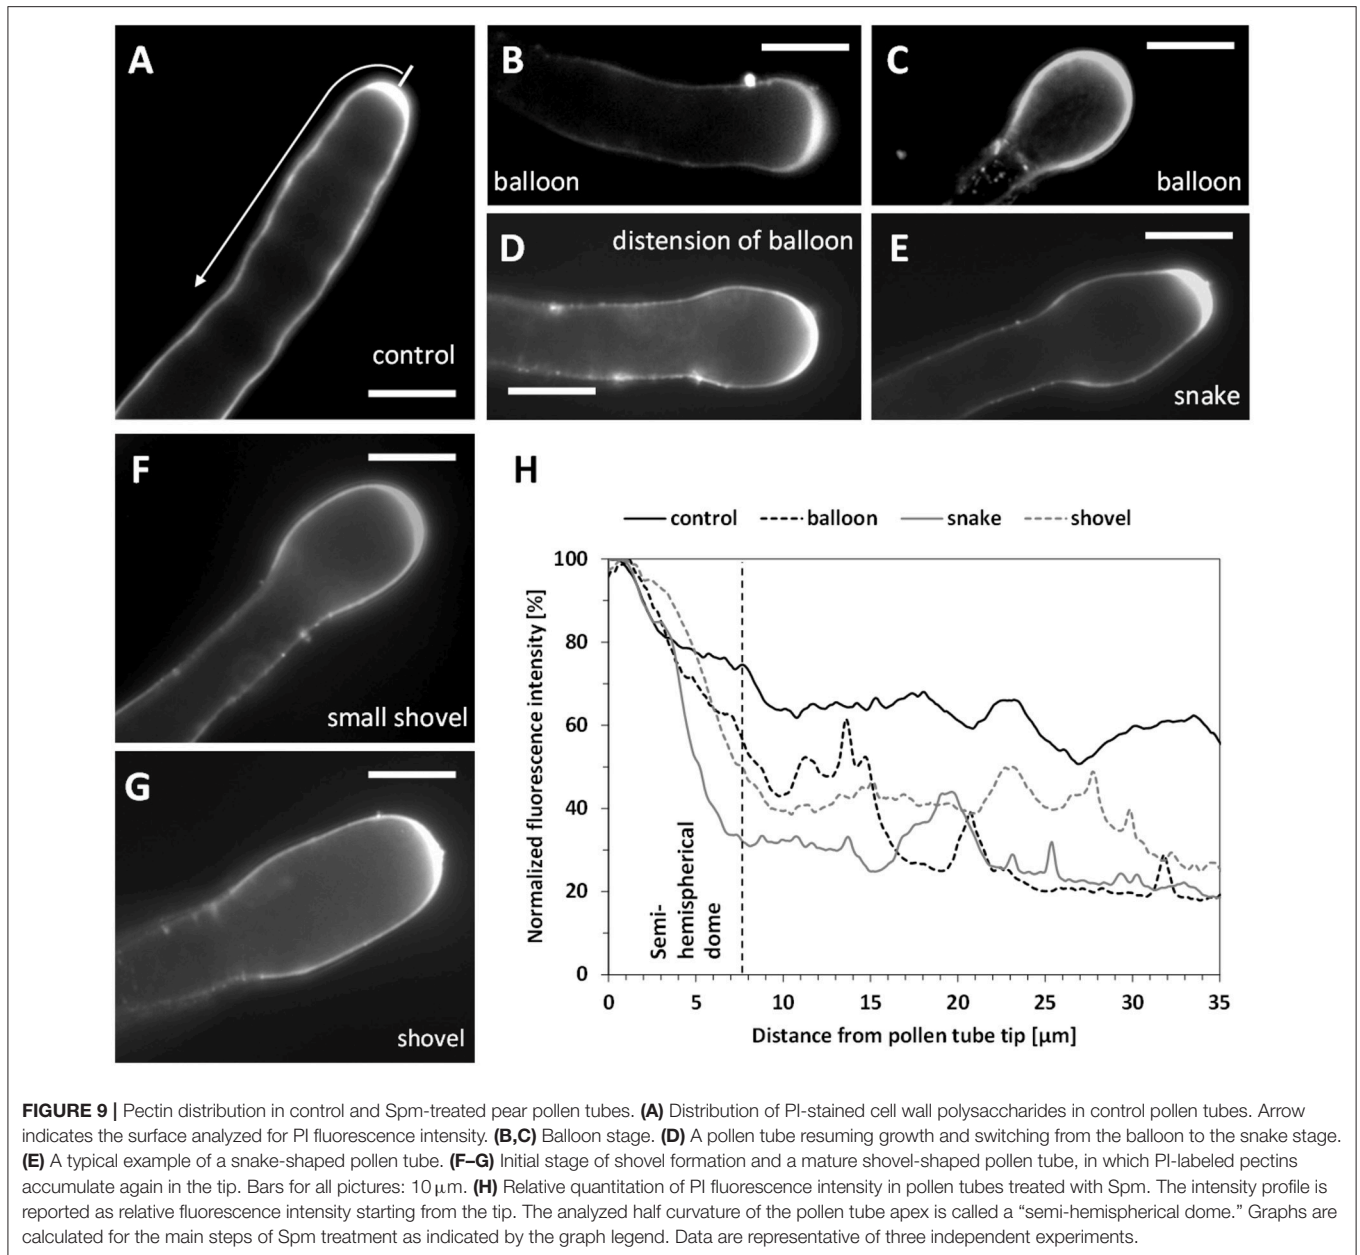 A
control
B
balloon
C
balloon
D
distension of balloon
E
snake
F
small shovel
G
shovel
H
control balloon snake shovel
Normalized fluorescence intensity [%]
100
80
60
40
20
0
Semi-
hemispherical
dome
0 5 10 15 20 25 30 35
Distance from pollen tube tip [µm]
FIGURE 9 | Pectin distribution in control and Spm-treated pear pollen tubes. (A) Distribution of PI-stained cell wall polysaccharides in control pollen tubes. Arrow
indicates the surface analyzed for PI fluorescence intensity. (B,C) Balloon stage. (D) A pollen tube resuming growth and switching from the balloon to the snake stage.
(E) A typical example of a snake-shaped pollen tube. (F–G) Initial stage of shovel formation and a mature shovel-shaped pollen tube, in which PI-labeled pectins
accumulate again in the tip. Bars for all pictures: 10 µm. (H) Relative quantitation of PI fluorescence intensity in pollen tubes treated with Spm. The intensity profile is
reported as relative fluorescence intensity starting from the tip. The analyzed half curvature of the pollen tube apex is called a “semi-hemispherical dome.” Graphs are
calculated for the main steps of Spm treatment as indicated by the graph legend. Data are representative of three independent experiments.